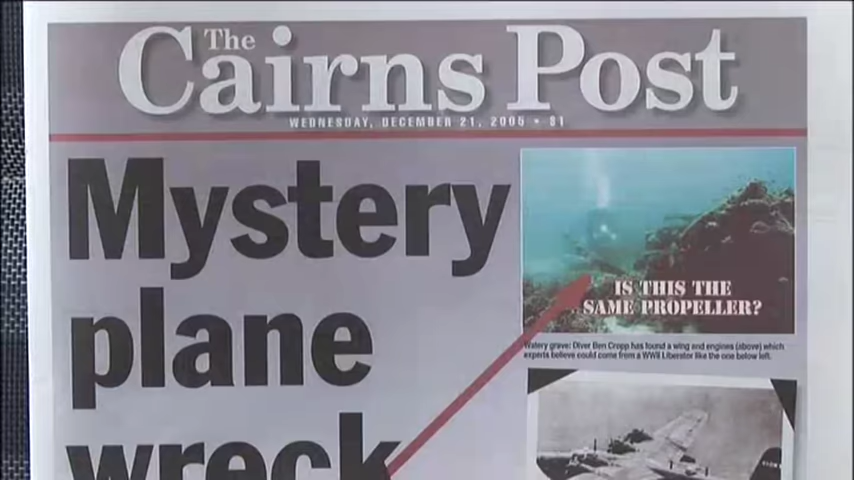 The
Cairns Post
WEDNESDAY, DECEMBER 21, 2005 • $1
Mystery
plane
wreck
IS THIS THE
SAME PROPELLER?
Watery grave: Diver Ben Cropp has found a wing and engines (above) which
experts believe could come from a WWII Liberator like the one below left.